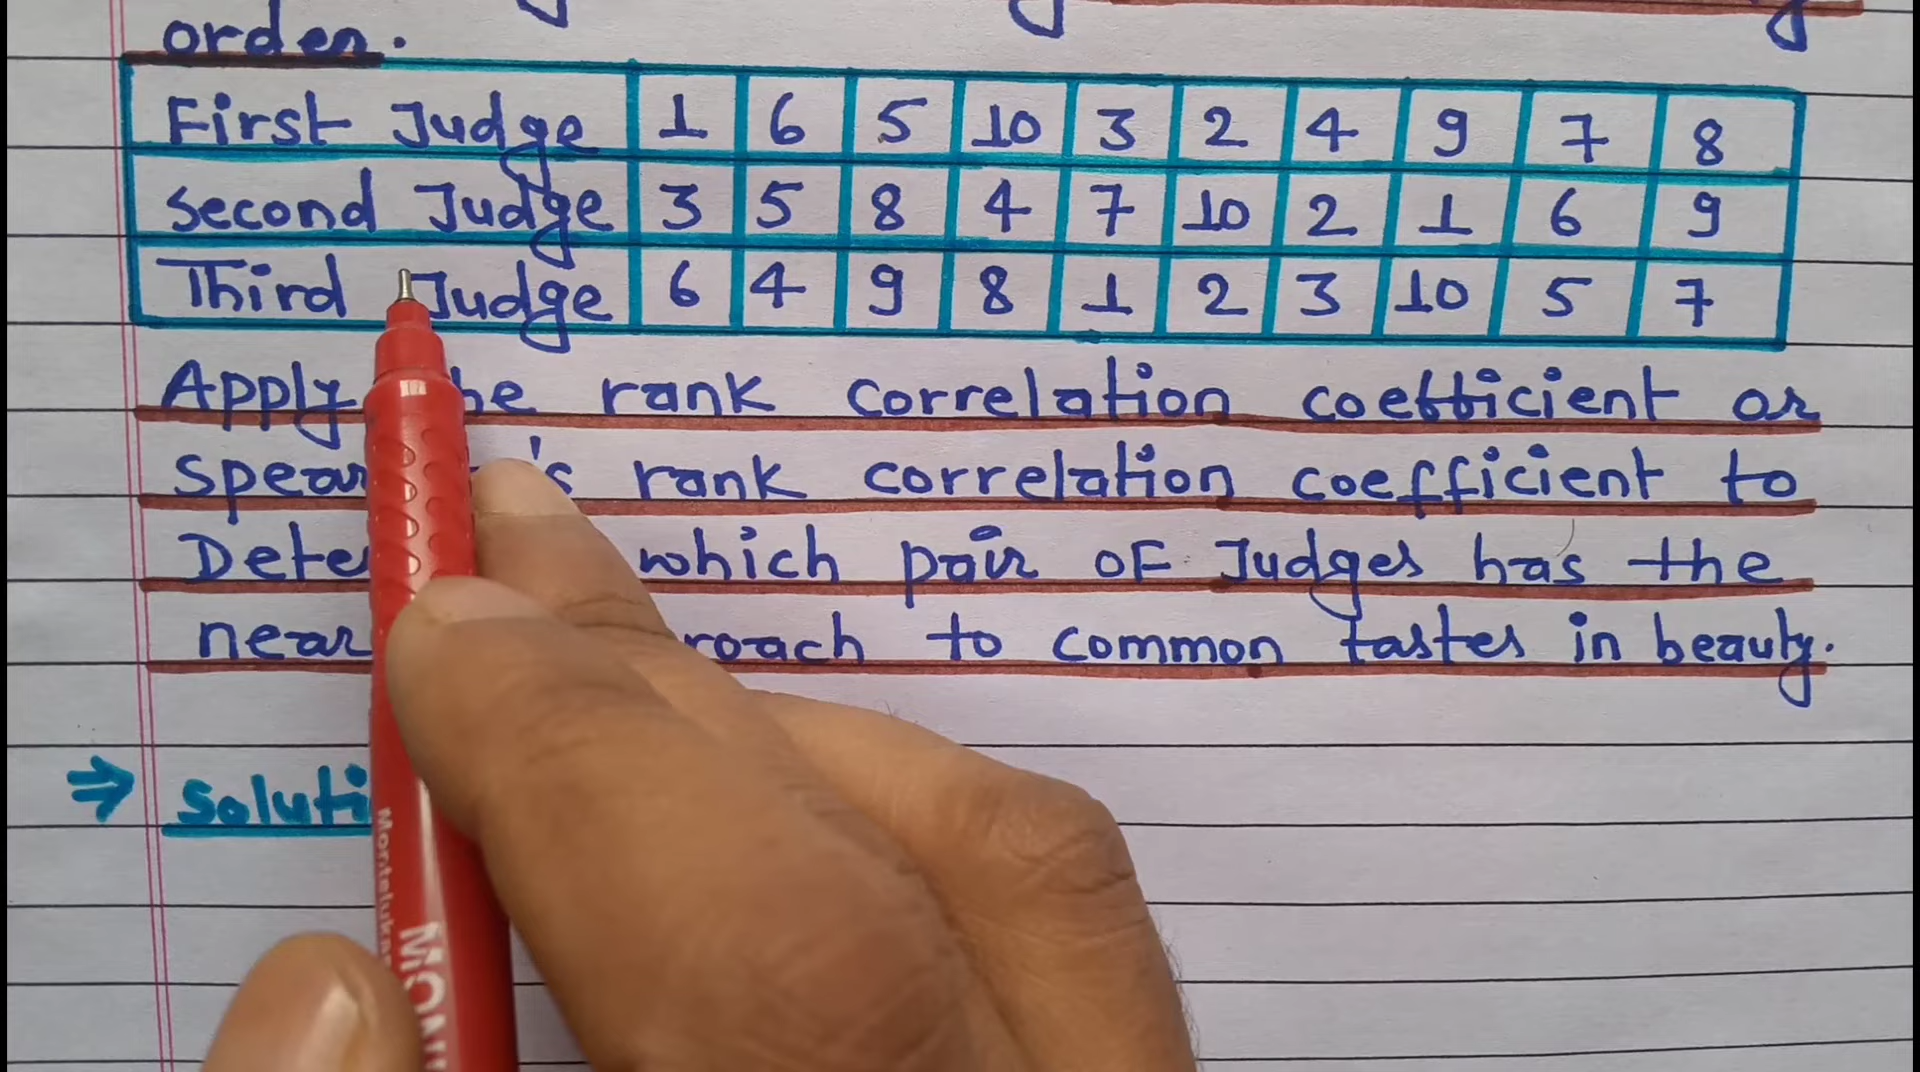 order.
First Judge 1 6 5 10 3 2 4 9 7 8
second Judge 3 5 8 4 7 10 2 1 6 9
Third Judge 6 4 9 8 1 2 3 10 5 7
Apply he rank correlation coefficient or
spear 's rank correlation coefficient to
Dete which pair of Judges has the
near roach to common tastes in beauty.
⇒ Soluti